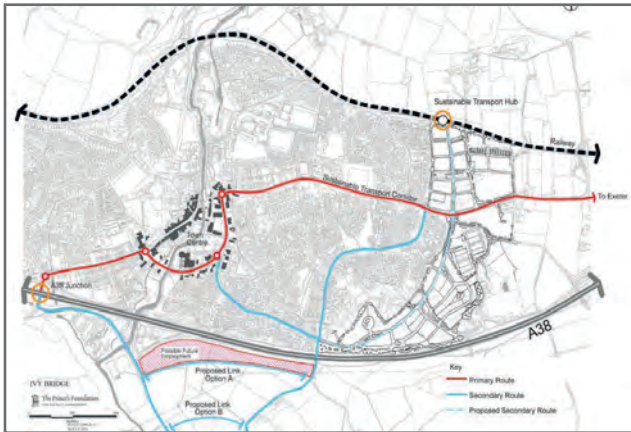 Sustainable Transport Hub
Railway
Sustainable Transport Corridor
To Exeter
Town
Centre
A38 Junction
A38
Possible Future
Employment
Proposed Link
Option A
Proposed Link
Option B
Key
Primary Route
Secondary Route
Proposed Secondary Route
IVY BRIDGE
The Prince's Foundation